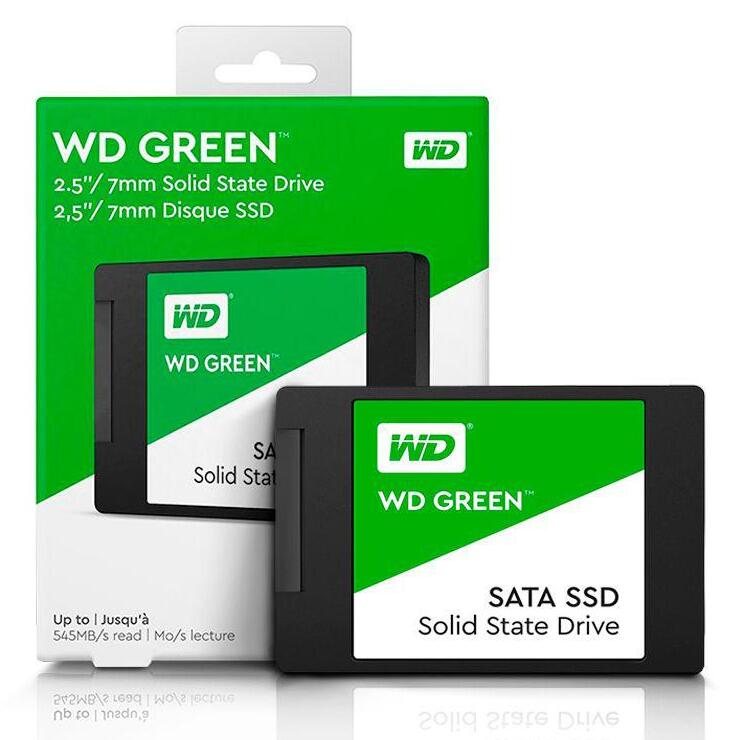 WD GREEN™
WD®
2.5"/ 7mm Solid State Drive
2,5"/ 7mm Disque SSD
WD®
WD GREEN™
SA
Solid Stat
WD®
WD GREEN™
SATA SSD
Solid State Drive
Up to | Jusqu'à
545MB/s read | Mo/s lecture